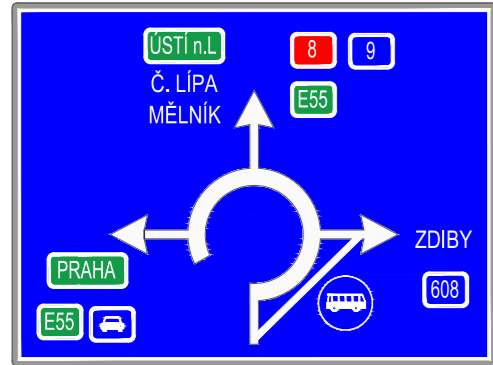 ÚSTÍ n.L
8
9
Č. LÍPA
E55
MĚLNÍK
ZDIBY
PRAHA
608
E55